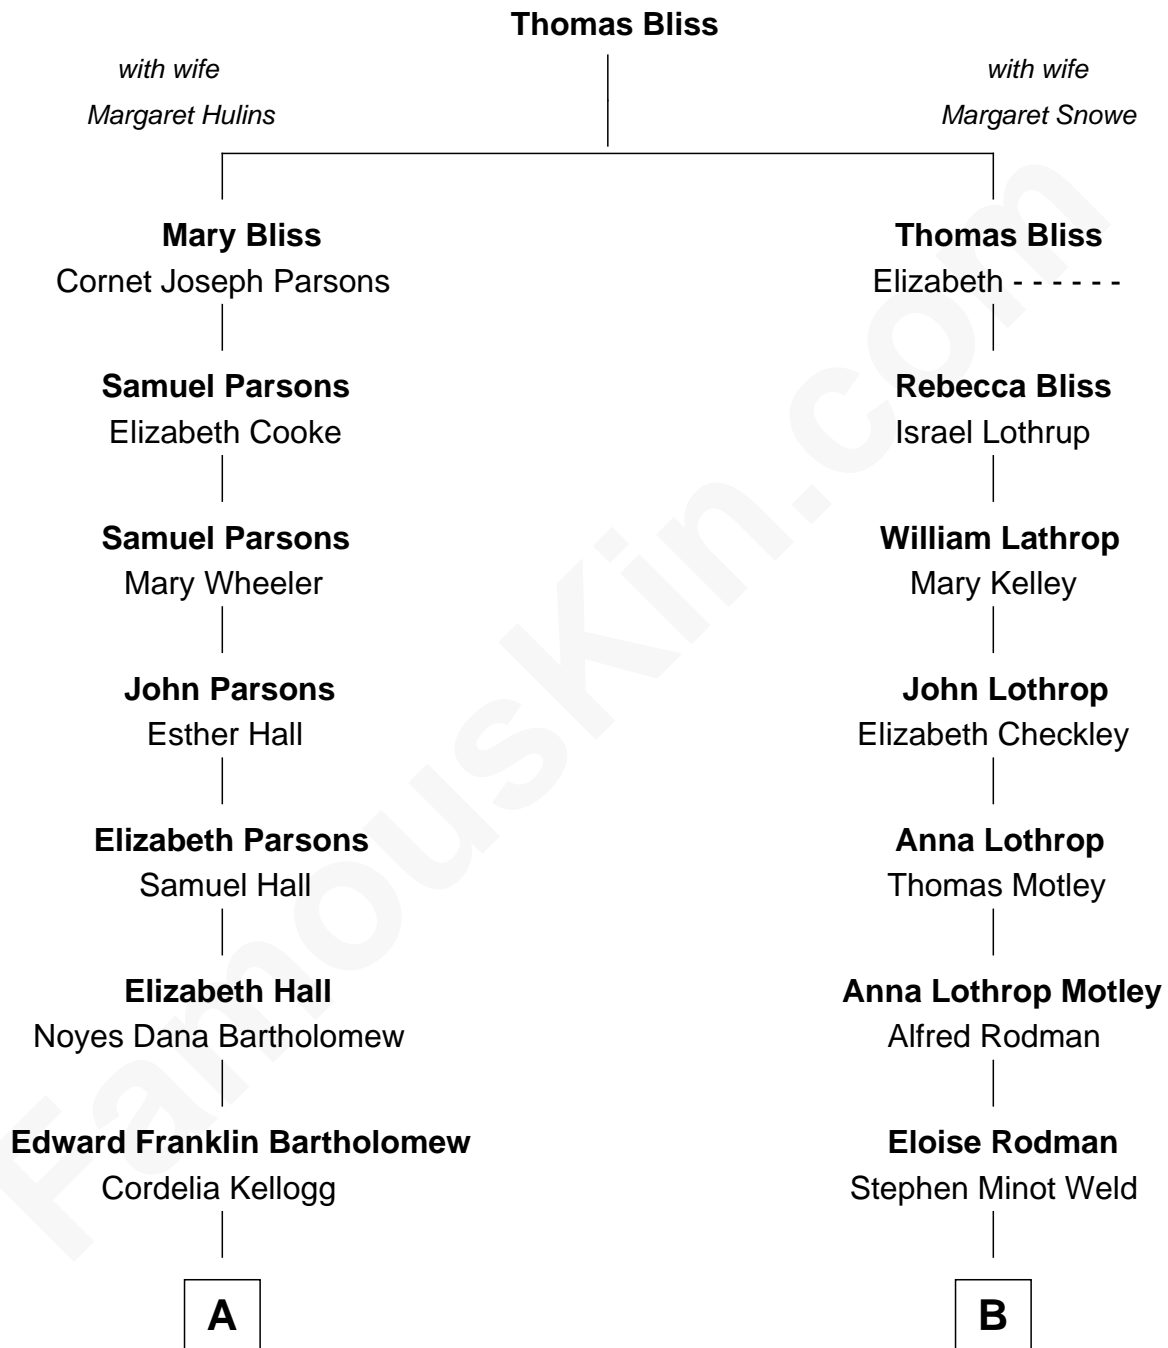 Thomas Bliss
with wife
Margaret Hulins
with wife
Margaret Snowe
Mary Bliss
Cornet Joseph Parsons
Thomas Bliss
Elizabeth - - - - - -
Samuel Parsons
Elizabeth Cooke
Rebecca Bliss
Israel Lothrup
Samuel Parsons
Mary Wheeler
William Lathrop
Mary Kelley
John Parsons
Esther Hall
John Lothrop
Elizabeth Checkley
Elizabeth Parsons
Samuel Hall
Anna Lothrop
Thomas Motley
Elizabeth Hall
Noyes Dana Bartholomew
Anna Lothrop Motley
Alfred Rodman
Edward Franklin Bartholomew
Cordelia Kellogg
Eloise Rodman
Stephen Minot Weld
A
B
FamousKin.com